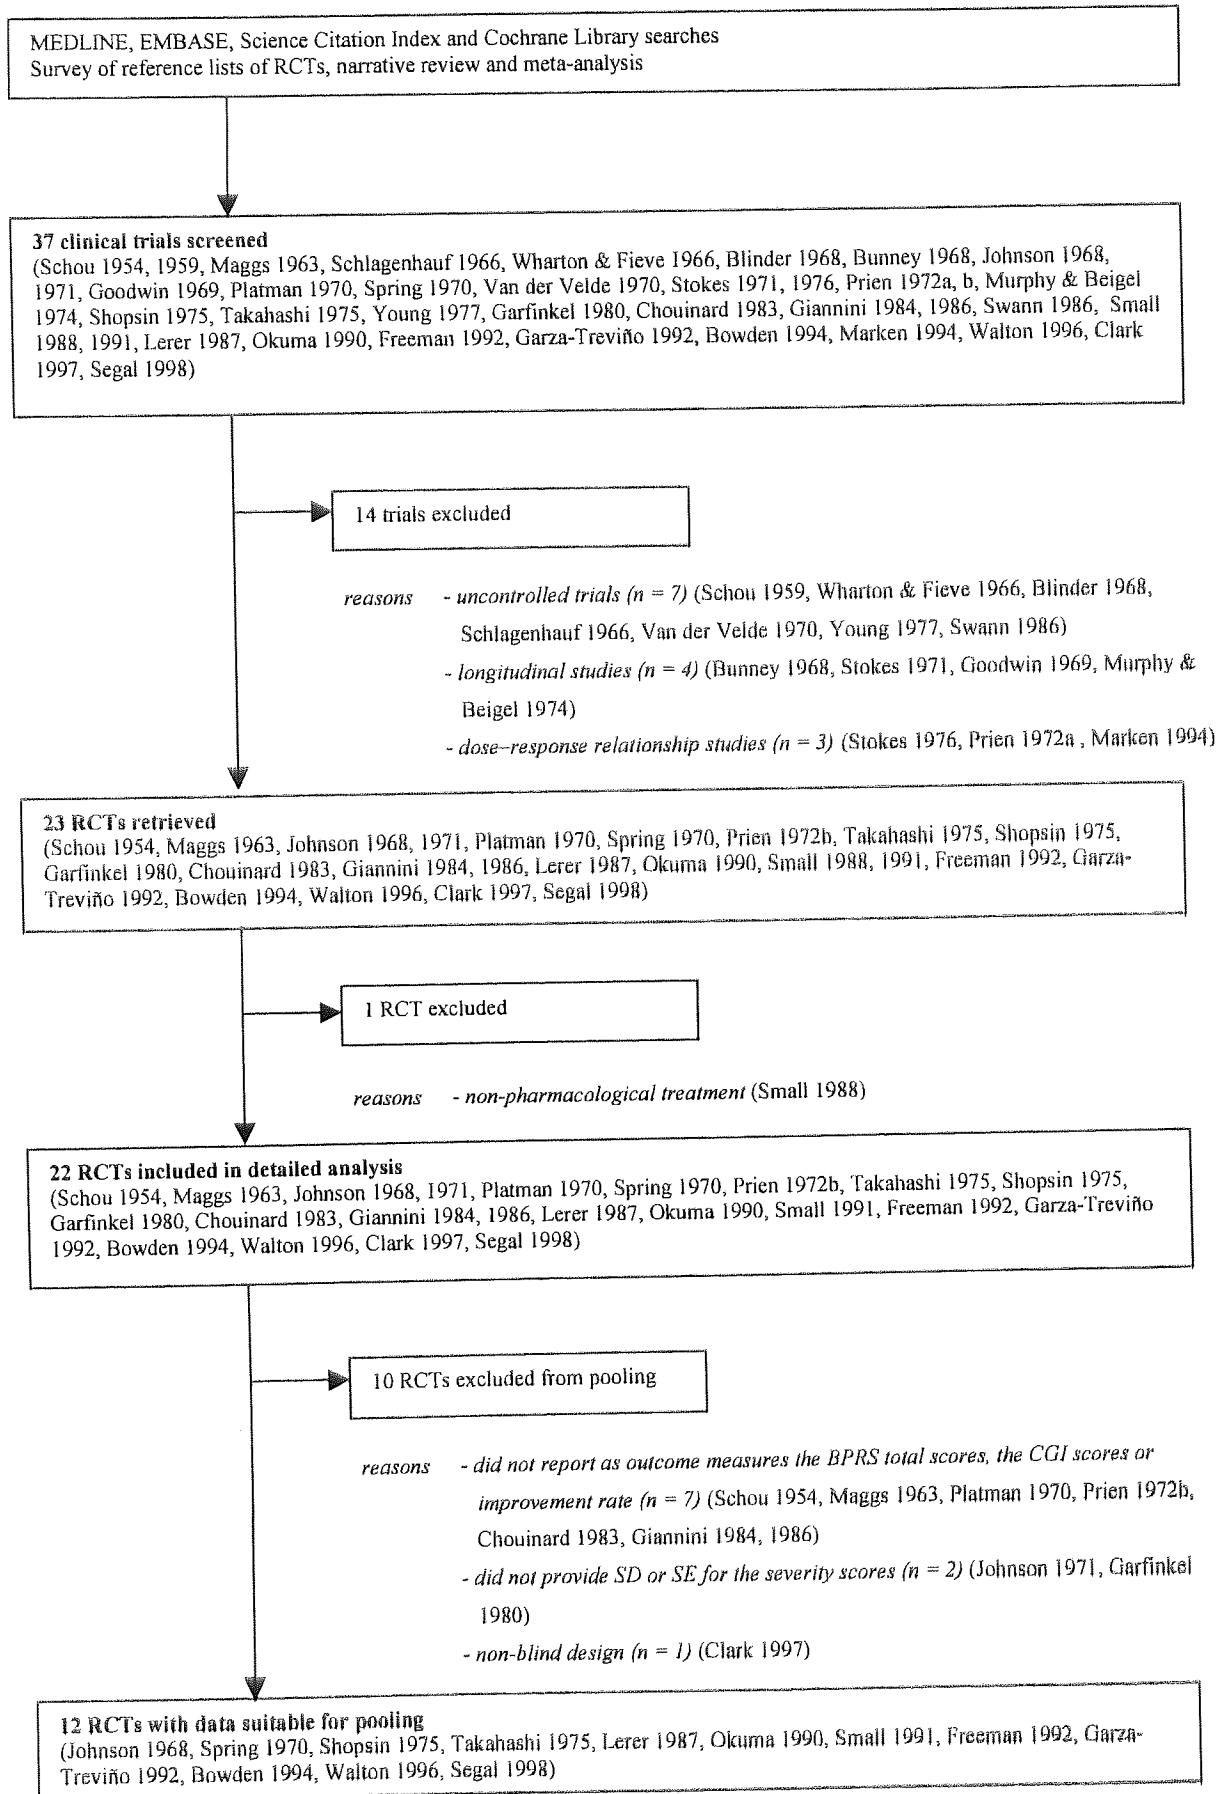 MEDLINE, EMBASE, Science Citation Index and Cochrane Library searches
Survey of reference lists of RCTs, narrative review and meta-analysis
37 clinical trials screened
(Schou 1954, 1959, Maggs 1963, Schlagenhauf 1966, Wharton & Fieve 1966, Blinder 1968, Bunney 1968, Johnson 1968,
1971, Goodwin 1969, Platman 1970, Spring 1970, Van der Velde 1970, Stokes 1971, 1976, Prien 1972a, b, Murphy & Beigel
1974, Shopsin 1975, Takahashi 1975, Young 1977, Garfinkel 1980, Chouinard 1983, Giannini 1984, 1986, Swann 1986, Small
1988, 1991, Lerer 1987, Okuma 1990, Freeman 1992, Garza-Treviño 1992, Bowden 1994, Marken 1994, Walton 1996, Clark
1997, Segal 1998)
14 trials excluded
reasons - uncontrolled trials (n = 7) (Schou 1959, Wharton & Fieve 1966, Blinder 1968,
Schlagenhauf 1966, Van der Velde 1970, Young 1977, Swann 1986)
- longitudinal studies (n = 4) (Bunney 1968, Stokes 1971, Goodwin 1969, Murphy &
Beigel 1974)
- dose–response relationship studies (n = 3) (Stokes 1976, Prien 1972a , Marken 1994)
23 RCTs retrieved
(Schou 1954, Maggs 1963, Johnson 1968, 1971, Platman 1970, Spring 1970, Prien 1972b, Takahashi 1975, Shopsin 1975,
Garfinkel 1980, Chouinard 1983, Giannini 1984, 1986, Lerer 1987, Okuma 1990, Small 1988, 1991, Freeman 1992, Garza-
Treviño 1992, Bowden 1994, Walton 1996, Clark 1997, Segal 1998)
1 RCT excluded
reasons - non-pharmacological treatment (Small 1988)
22 RCTs included in detailed analysis
(Schou 1954, Maggs 1963, Johnson 1968, 1971, Platman 1970, Spring 1970, Prien 1972b, Takahashi 1975, Shopsin 1975,
Garfinkel 1980, Chouinard 1983, Giannini 1984, 1986, Lerer 1987, Okuma 1990, Small 1991, Freeman 1992, Garza-Treviño
1992, Bowden 1994, Walton 1996, Clark 1997, Segal 1998)
10 RCTs excluded from pooling
reasons - did not report as outcome measures the BPRS total scores, the CGI scores or
improvement rate (n = 7) (Schou 1954, Maggs 1963, Platman 1970, Prien 1972b,
Chouinard 1983, Giannini 1984, 1986)
- did not provide SD or SE for the severity scores (n = 2) (Johnson 1971, Garfinkel
1980)
- non-blind design (n = 1) (Clark 1997)
12 RCTs with data suitable for pooling
(Johnson 1968, Spring 1970, Shopsin 1975, Takahashi 1975, Lerer 1987, Okuma 1990, Small 1991, Freeman 1992, Garza-
Treviño 1992, Bowden 1994, Walton 1996, Segal 1998)